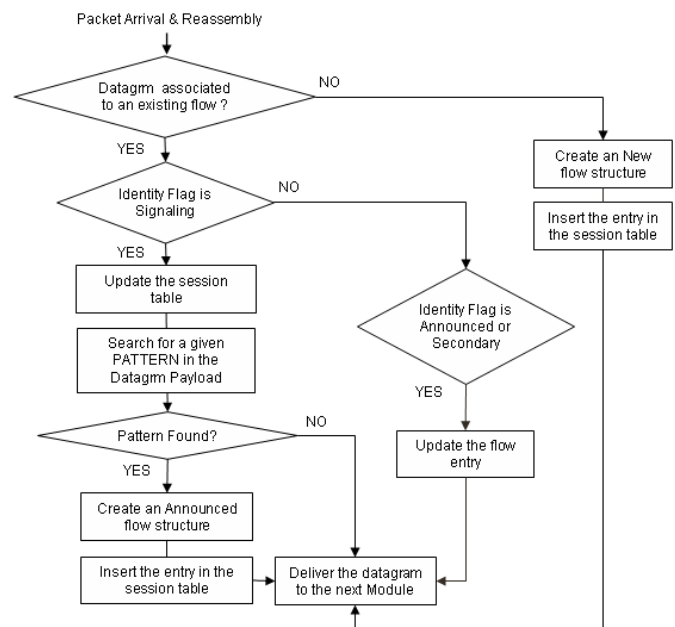 Packet Arrival & Reassembly
Datagrm associated
to an existing flow ?
NO
YES
Create an New
flow structure
Identity Flag is
Signaling
NO
Insert the entry in
the session table
YES
Update the session
table
Identity Flag is
Announced or
Secondary
Search for a given
PATTERN in the
Datagrm Payload
YES
Pattern Found?
NO
Update the flow
entry
YES
Create an Announced
flow structure
Insert the entry in the
session table
Deliver the datagram
to the next Module